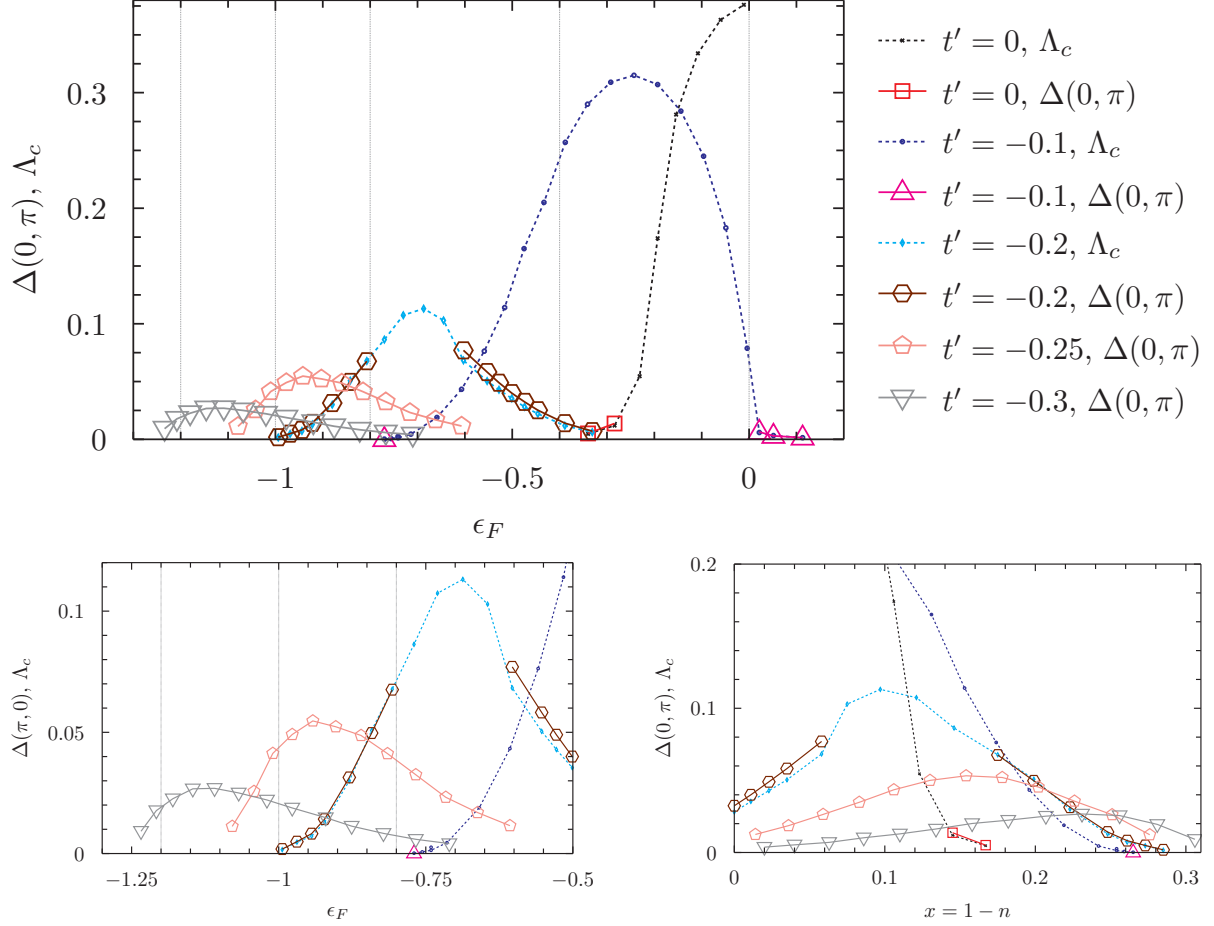 0.3
0.2
0.1
0
Δ(0, π), Λ_c
−1
−0.5
0
ϵ_F
t′ = 0, Λ_c
t′ = 0, Δ(0, π)
t′ = −0.1, Λ_c
t′ = −0.1, Δ(0, π)
t′ = −0.2, Λ_c
t′ = −0.2, Δ(0, π)
t′ = −0.25, Δ(0, π)
t′ = −0.3, Δ(0, π)
0.1
0.05
0
Δ(π, 0), Λ_c
−1.25
−1
−0.75
−0.5
ϵ_F
0.2
0.1
0
Δ(0, π), Λ_c
0
0.1
0.2
0.3
x = 1 − n